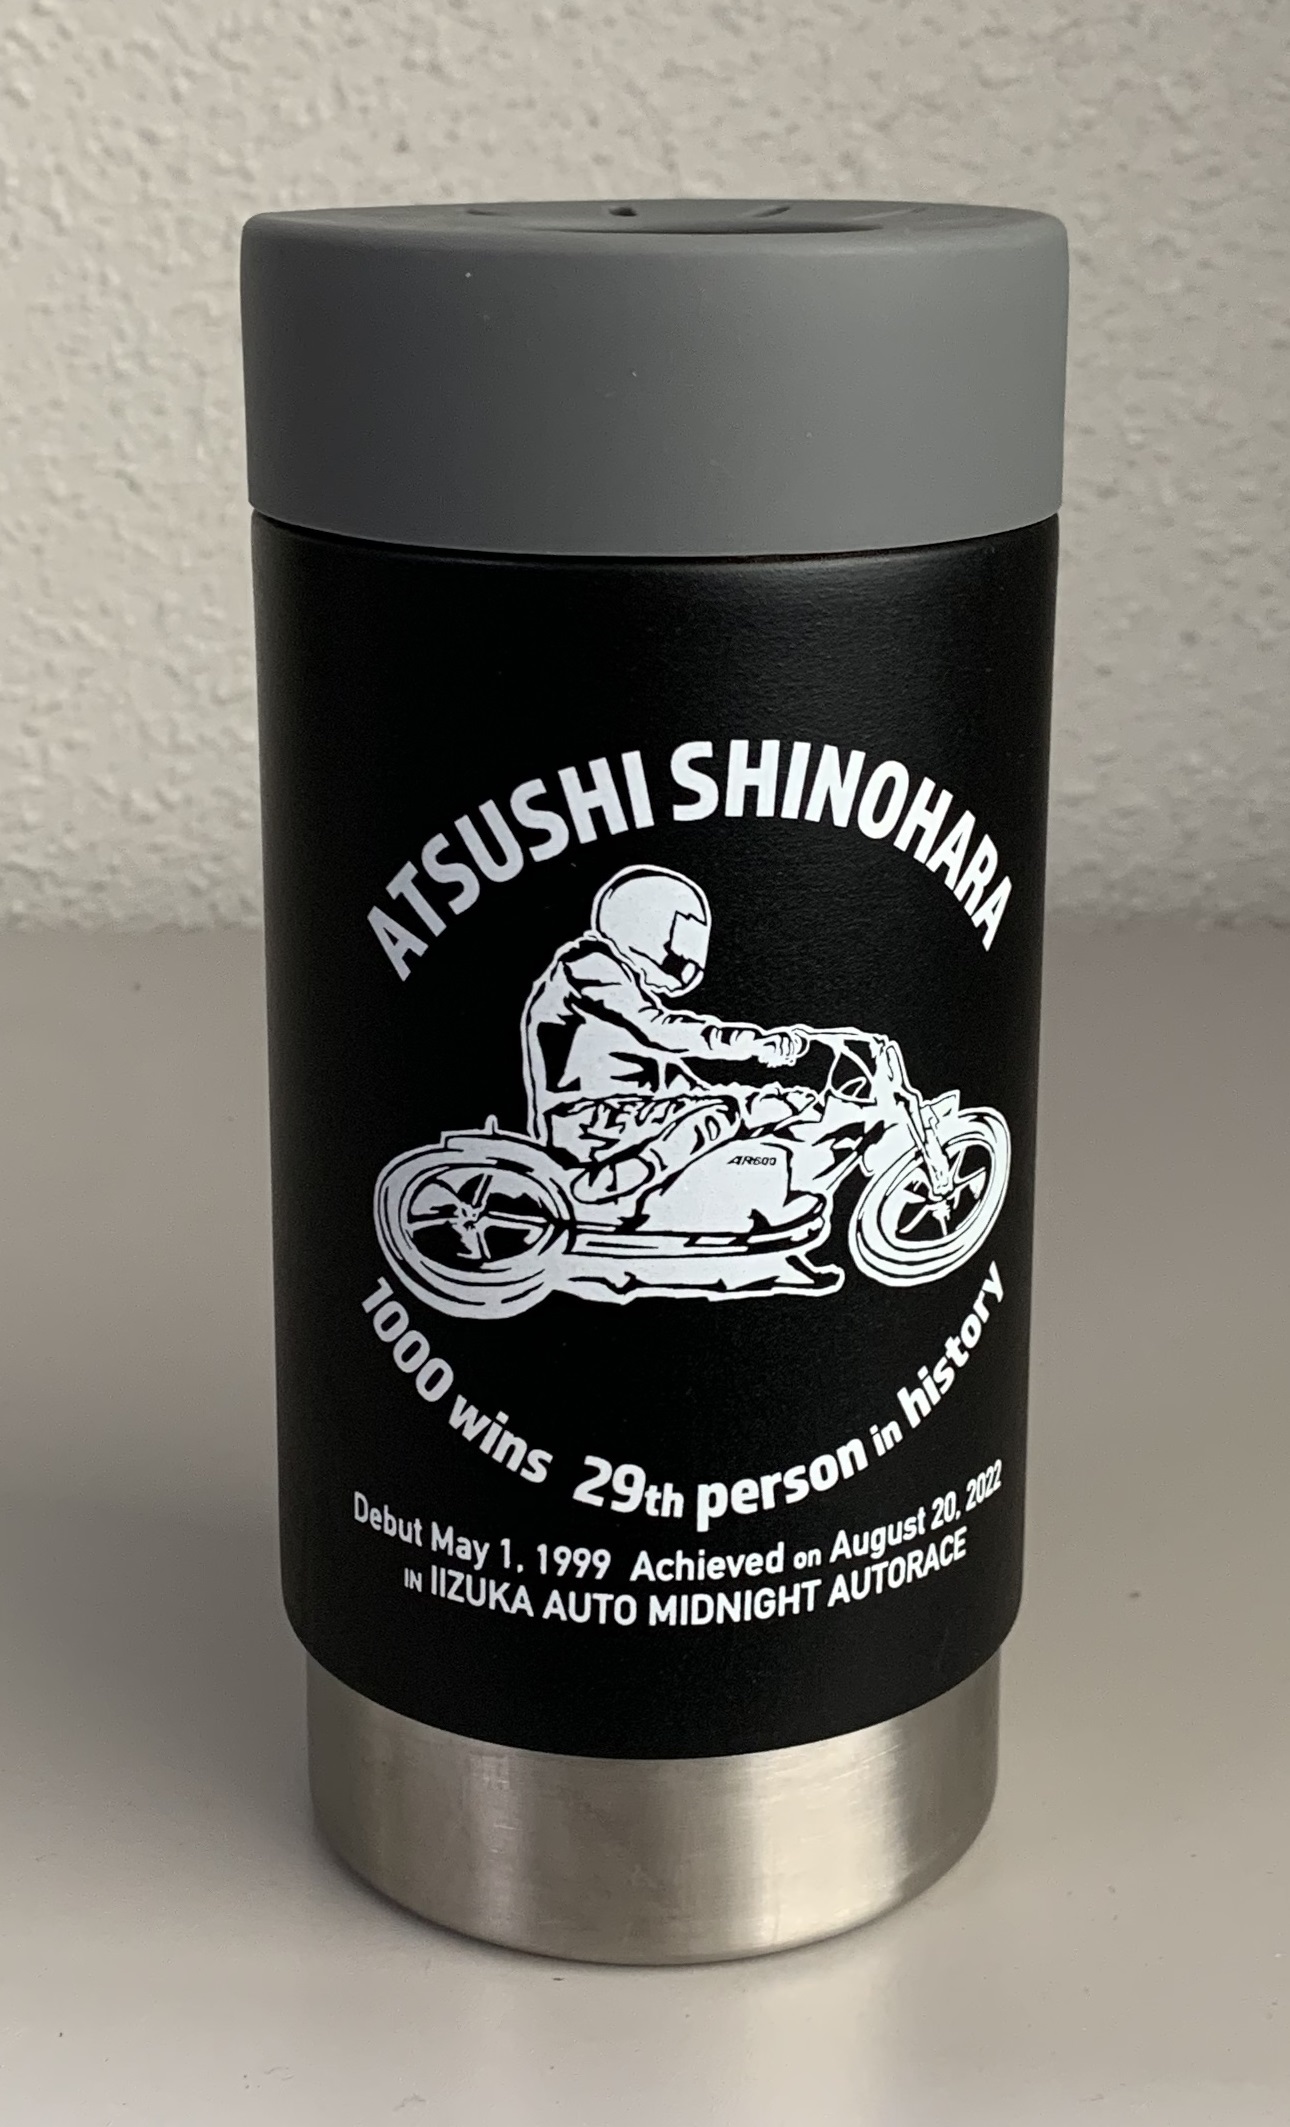 ATSUSHI SHINOHARA
AR600
1000 wins 29th person in history
Debut May 1, 1999 Achieved on August 20, 2022
IN IIZUKA AUTO MIDNIGHT AUTORACE